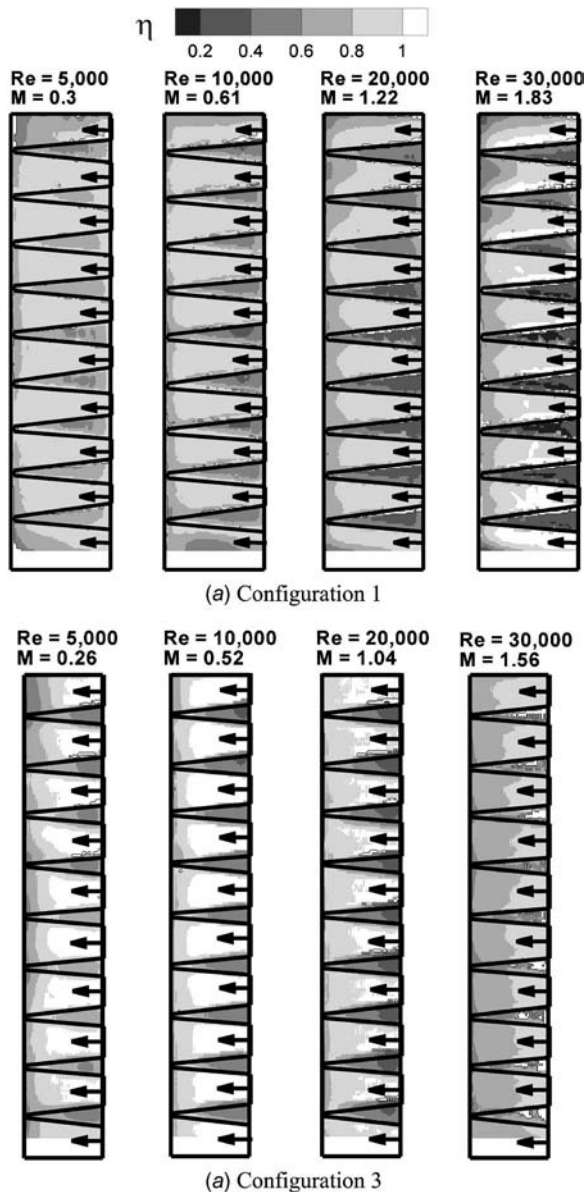 η
0.2 0.4 0.6 0.8 1
Re = 5,000 Re = 10,000 Re = 20,000 Re = 30,000
M = 0.3 M = 0.61 M = 1.22 M = 1.83
(a) Configuration 1
Re = 5,000 Re = 10,000 Re = 20,000 Re = 30,000
M = 0.26 M = 0.52 M = 1.04 M = 1.56
(a) Configuration 3